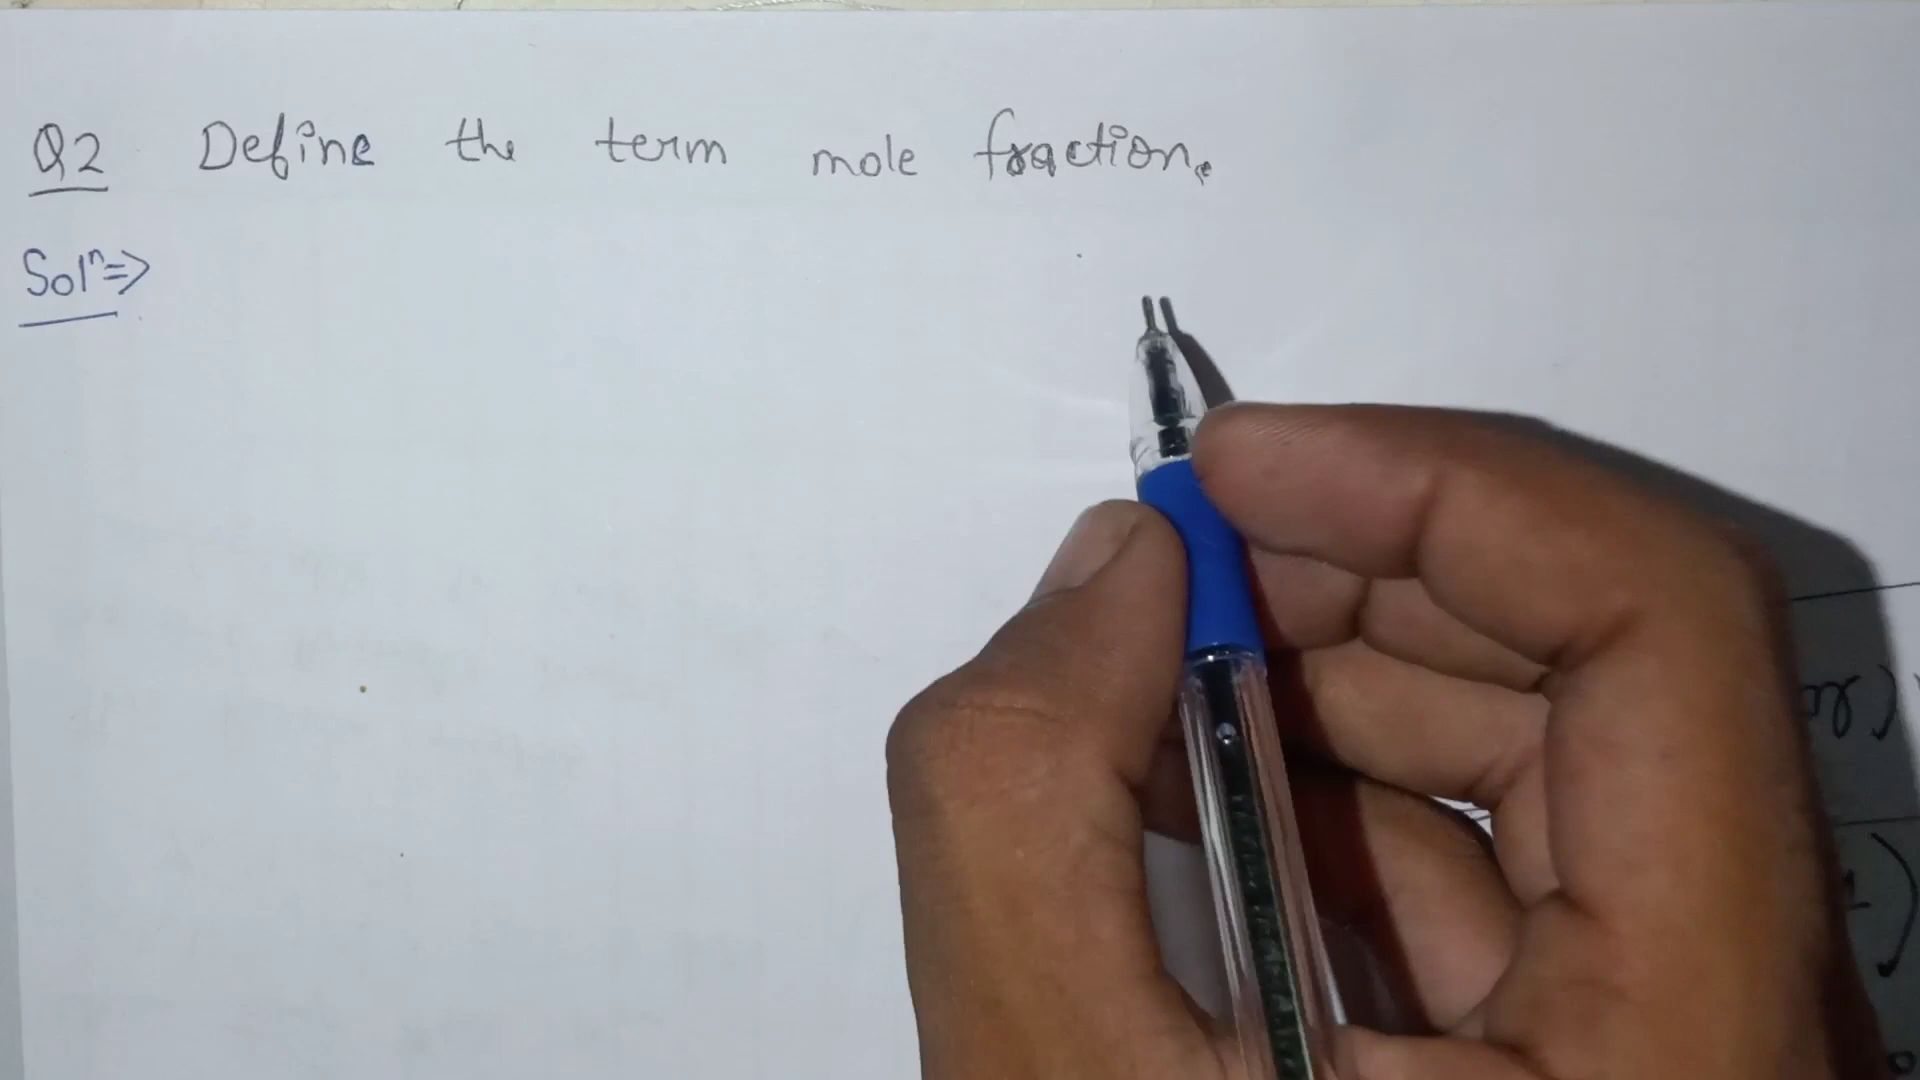 Q2 Define the term mole fraction.
Solⁿ=>